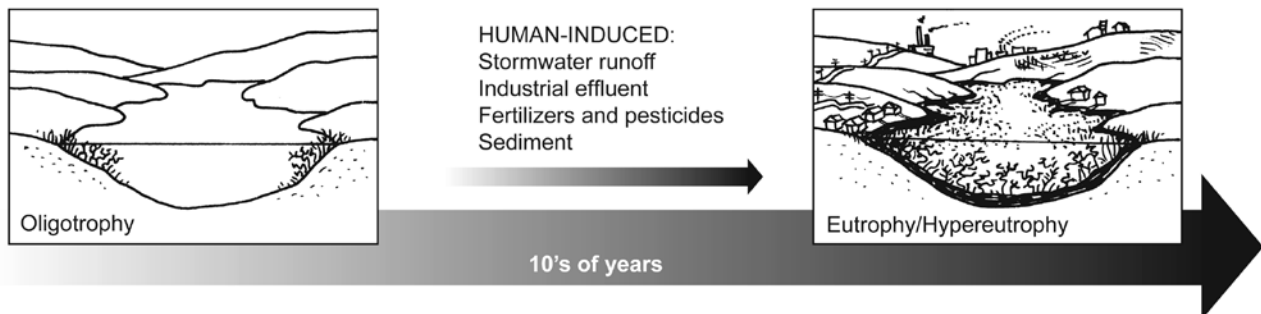 HUMAN-INDUCED:
Stormwater runoff
Industrial effluent
Fertilizers and pesticides
Sediment
Oligotrophy
Eutrophy/Hypereutrophy
10's of years